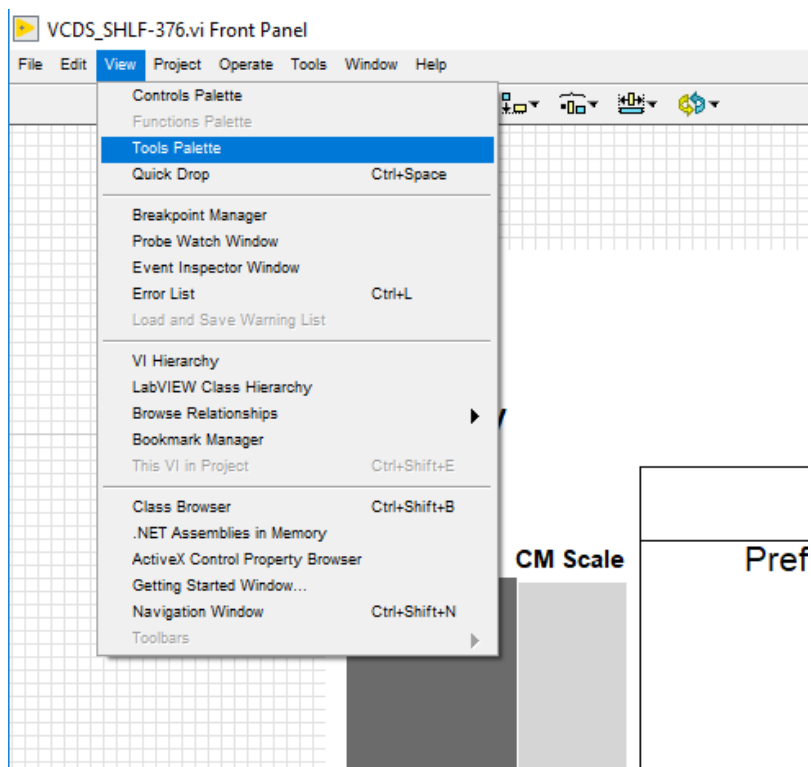 VCDS_SHLF-376.vi Front Panel
File Edit View Project Operate Tools Window Help
Controls Palette
Functions Palette
Tools Palette
Quick Drop Ctrl+Space
Breakpoint Manager
Probe Watch Window
Event Inspector Window
Error List Ctrl+L
Load and Save Warning List
VI Hierarchy
LabVIEW Class Hierarchy
Browse Relationships
Bookmark Manager
This VI in Project Ctrl+Shift+E
Class Browser Ctrl+Shift+B
.NET Assemblies in Memory
ActiveX Control Property Browser
Getting Started Window...
Navigation Window Ctrl+Shift+N
Toolbars
CM Scale
Pref